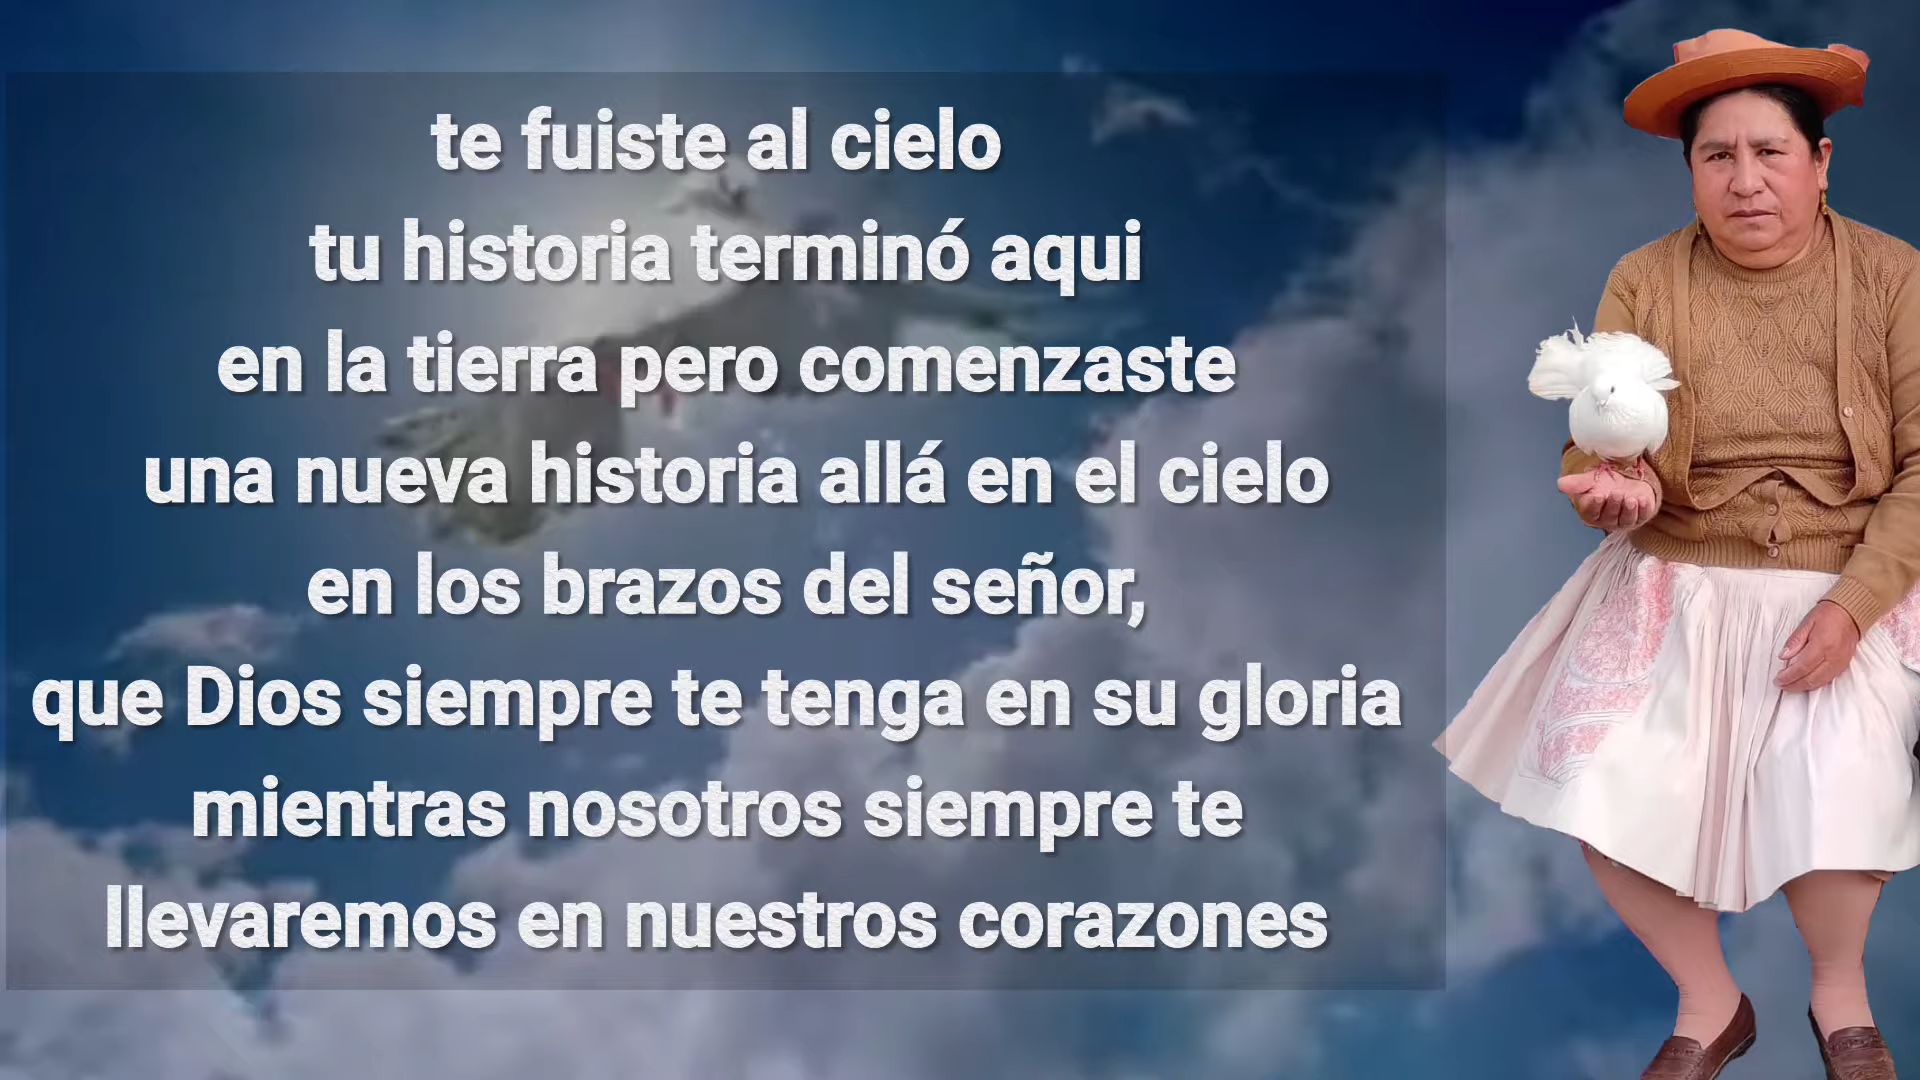 te fuiste al cielo
tu historia terminó aqui
en la tierra pero comenzaste
una nueva historia allá en el cielo
en los brazos del señor,
que Dios siempre te tenga en su gloria
mientras nosotros siempre te
llevaremos en nuestros corazones